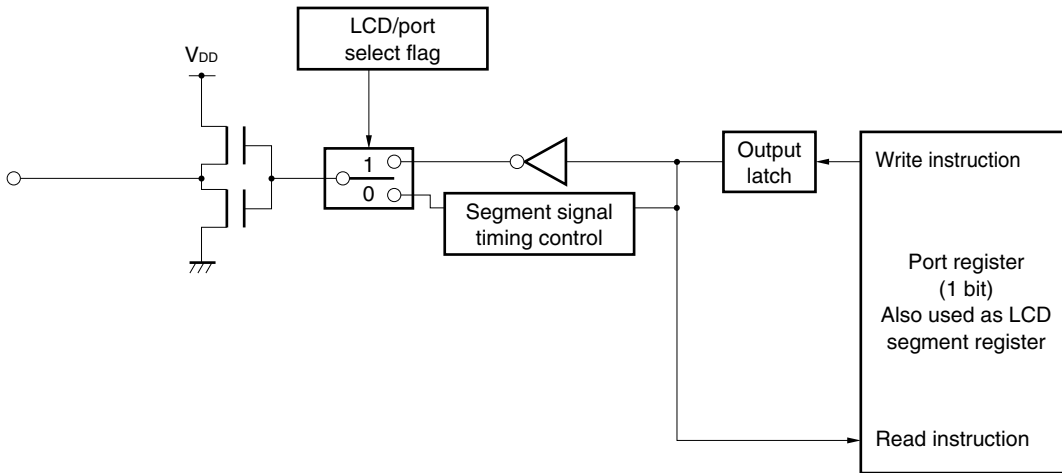 LCD/port
select flag
VDD
1
0
Output
latch
Write instruction
Segment signal
timing control
Port register
(1 bit)
Also used as LCD
segment register
Read instruction